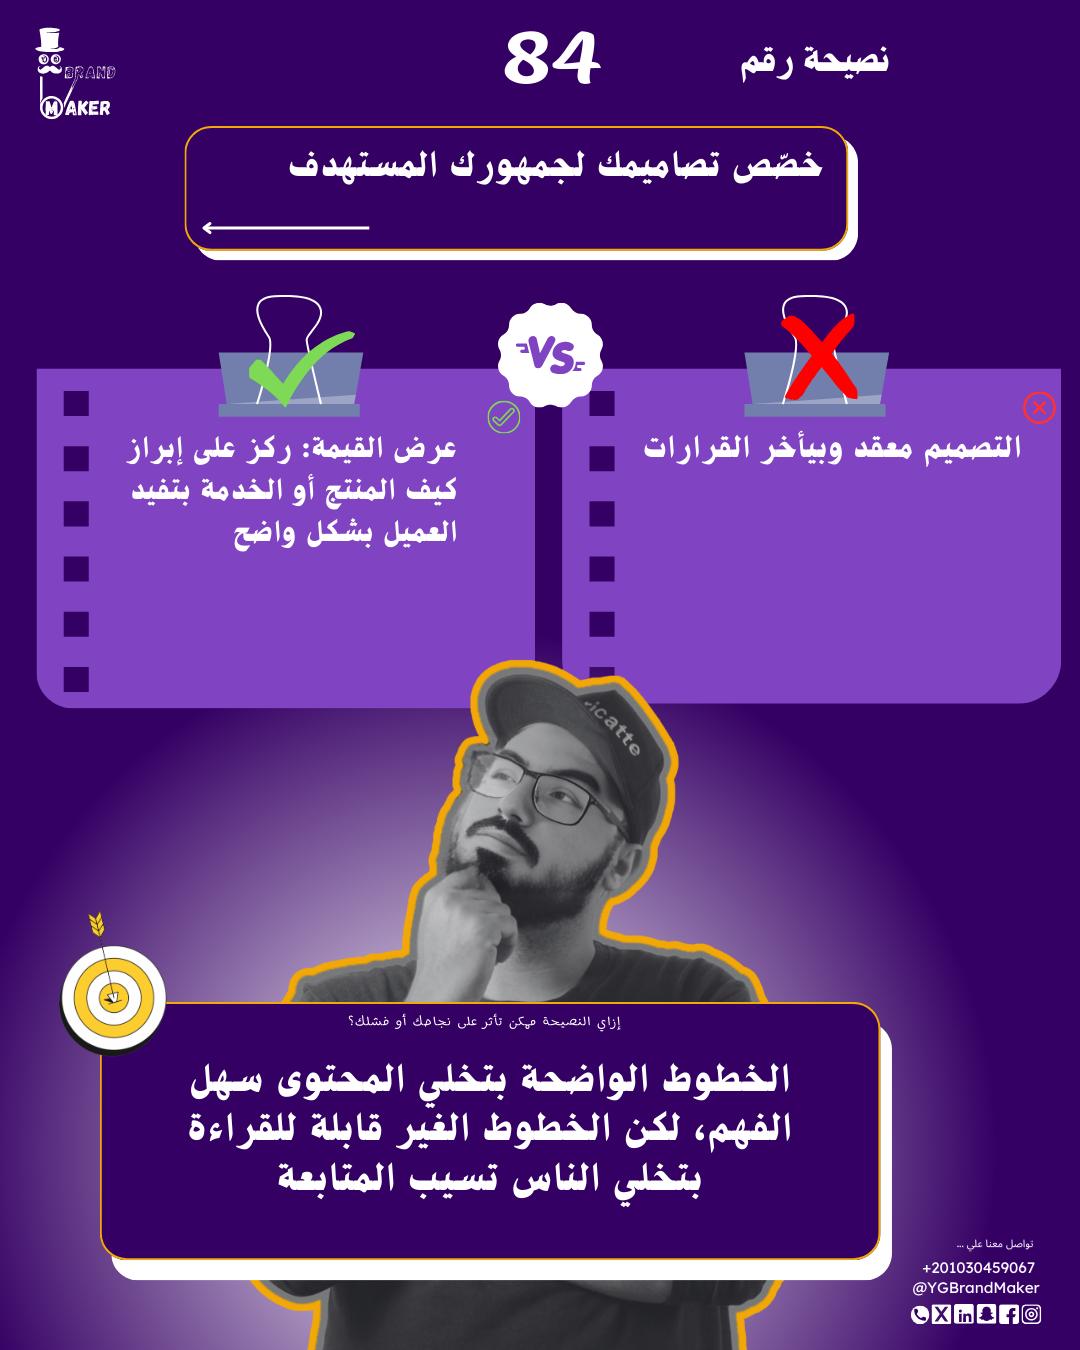 BRAND
MAKER
نصيحة رقم 84
خصّص تصاميمك لجمهورك المستهدف
VS
التصميم معقد وبيأخر القرارات
عرض القيمة: ركز على إبراز
كيف المنتج أو الخدمة بتفيد
العميل بشكل واضح
icatte
إزاي النصيحة ممكن تأثر على نجاحك أو فشلك؟
الخطوط الواضحة بتخلي المحتوى سهل
الفهم، لكن الخطوط الغير قابلة للقراءة
بتخلي الناس تسيب المتابعة
تواصل معنا علي ...
+201030459067
@YGBrandMaker